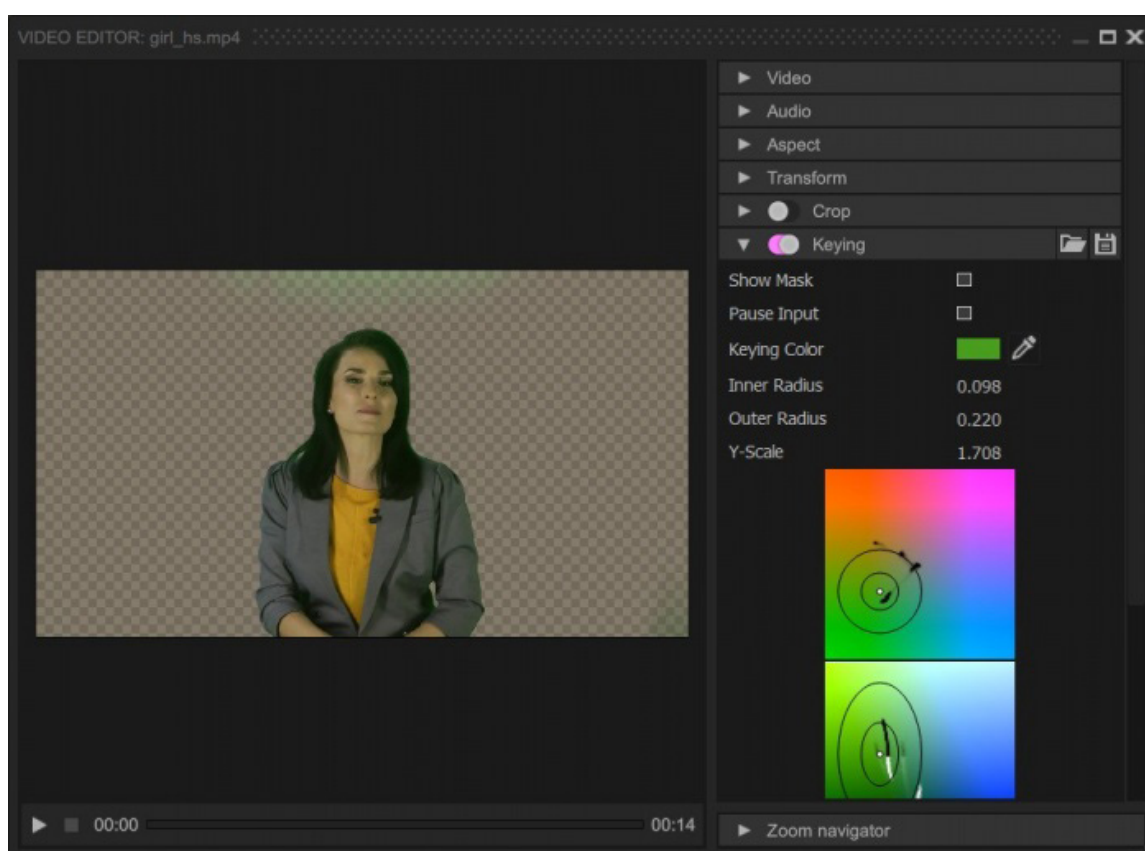 VIDEO EDITOR: girl_hs.mp4
Video
Audio
Aspect
Transform
Crop
Keying
Show Mask
Pause Input
Keying Color
Inner Radius 0.098
Outer Radius 0.220
Y-Scale 1.708
00:00 00:14
Zoom navigator